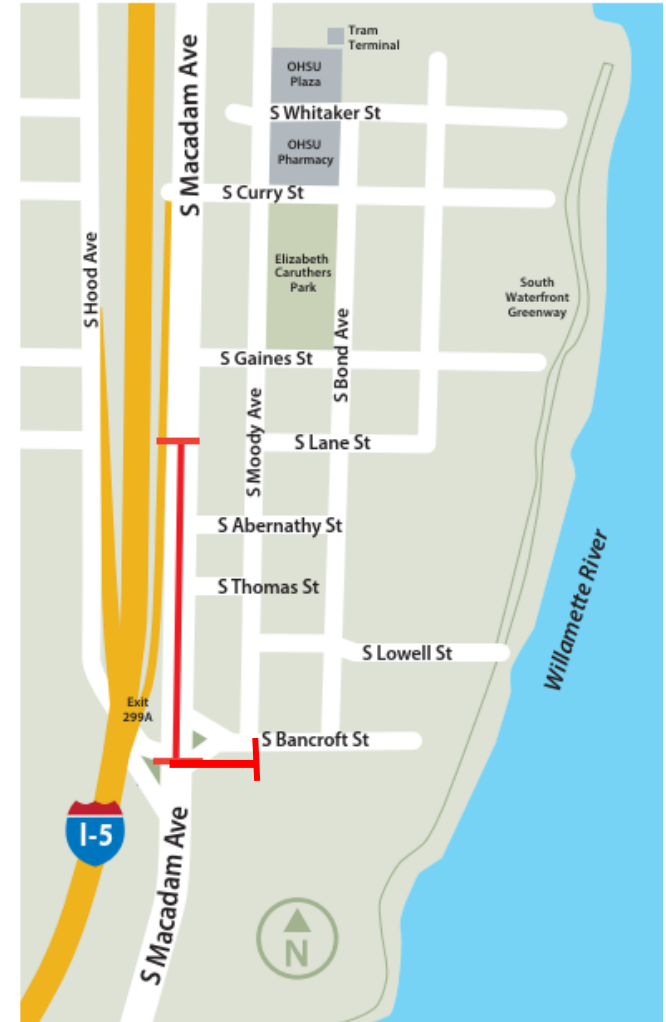 Tram
Terminal
OHSU
Plaza
S Macadam Ave
S Whitaker St
OHSU
Pharmacy
S Curry St
S Hood Ave
Elizabeth
Caruthers
Park
South
Waterfront
Greenway
S Bond Ave
S Gaines St
S Moody Ave
S Lane St
S Abernathy St
Willamette River
S Thomas St
S Lowell St
Exit
299A
S Bancroft St
I-5
S Macadam Ave
N